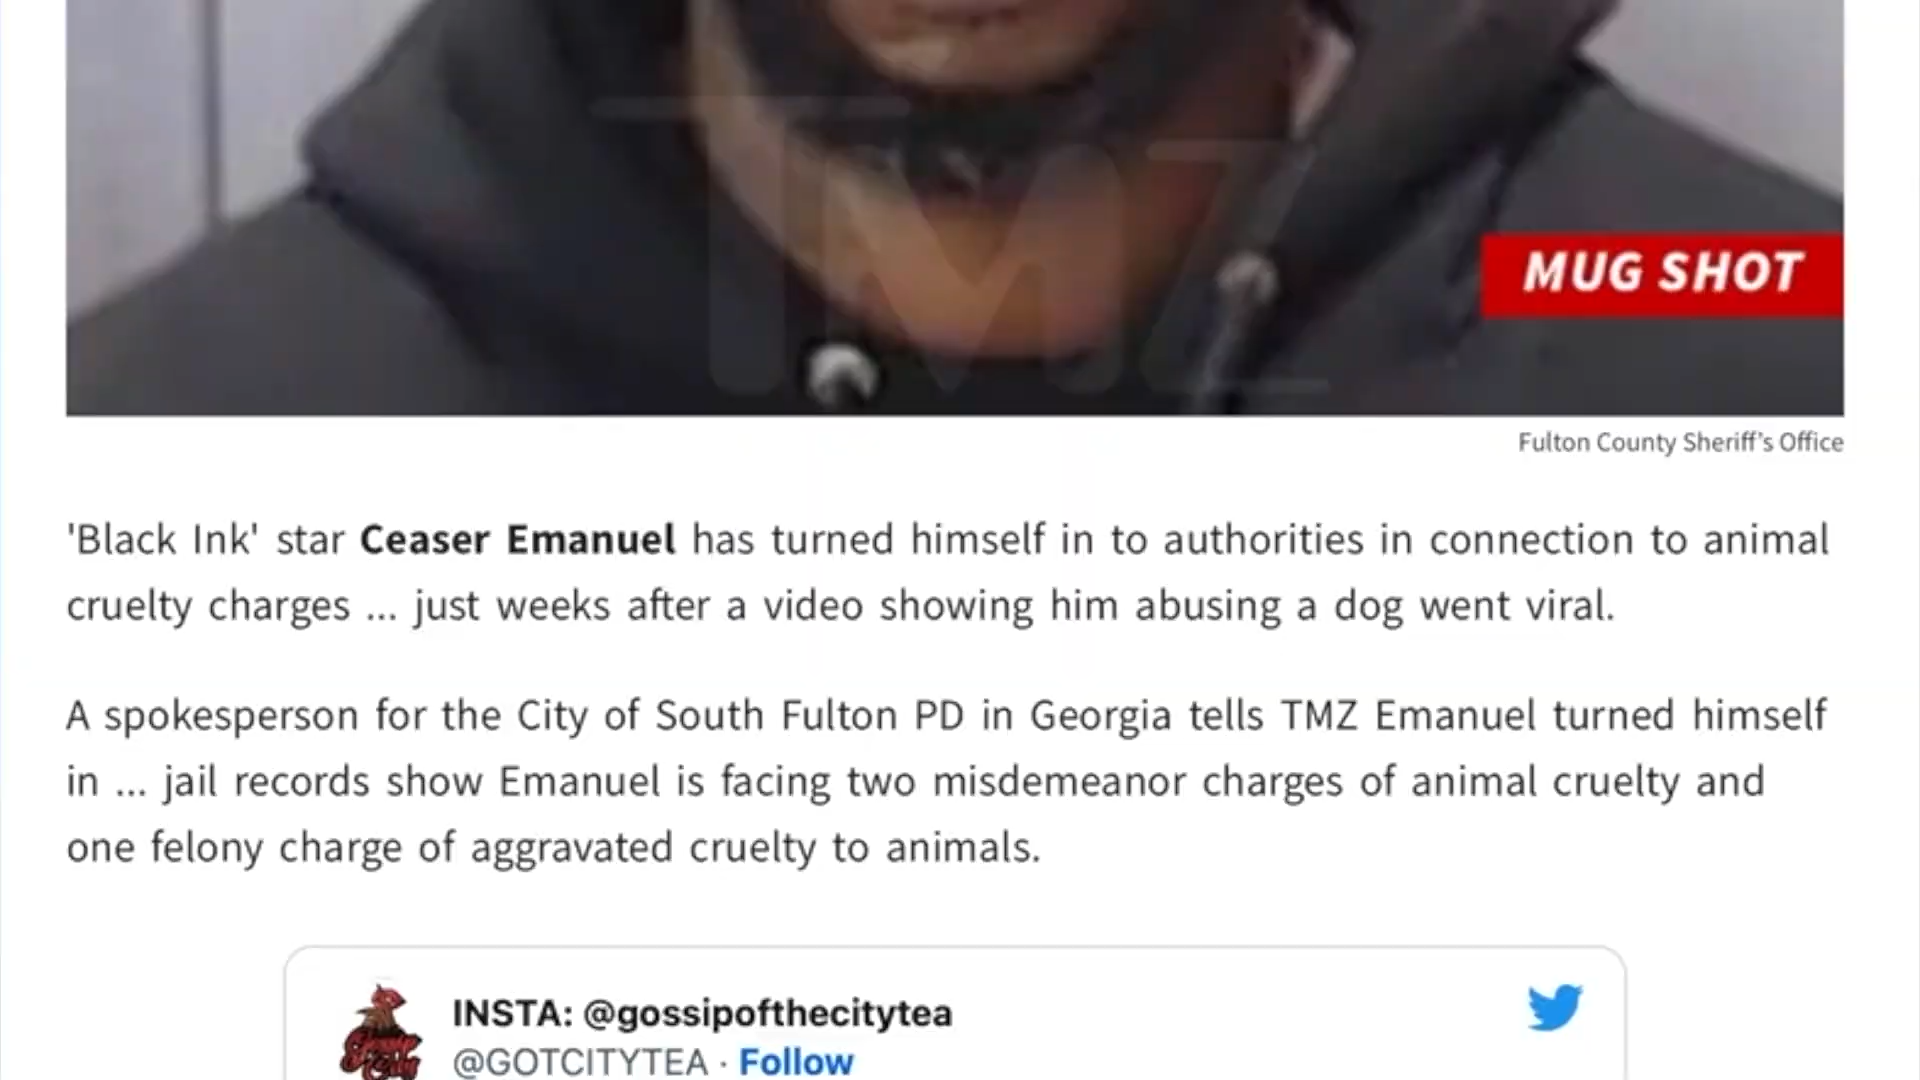 TMZ
MUG SHOT
Fulton County Sheriff's Office
'Black Ink' star Ceaser Emanuel has turned himself in to authorities in connection to animal
cruelty charges ... just weeks after a video showing him abusing a dog went viral.
A spokesperson for the City of South Fulton PD in Georgia tells TMZ Emanuel turned himself
in ... jail records show Emanuel is facing two misdemeanor charges of animal cruelty and
one felony charge of aggravated cruelty to animals.
INSTA: @gossipofthecitytea
@GOTCITYTEA · Follow